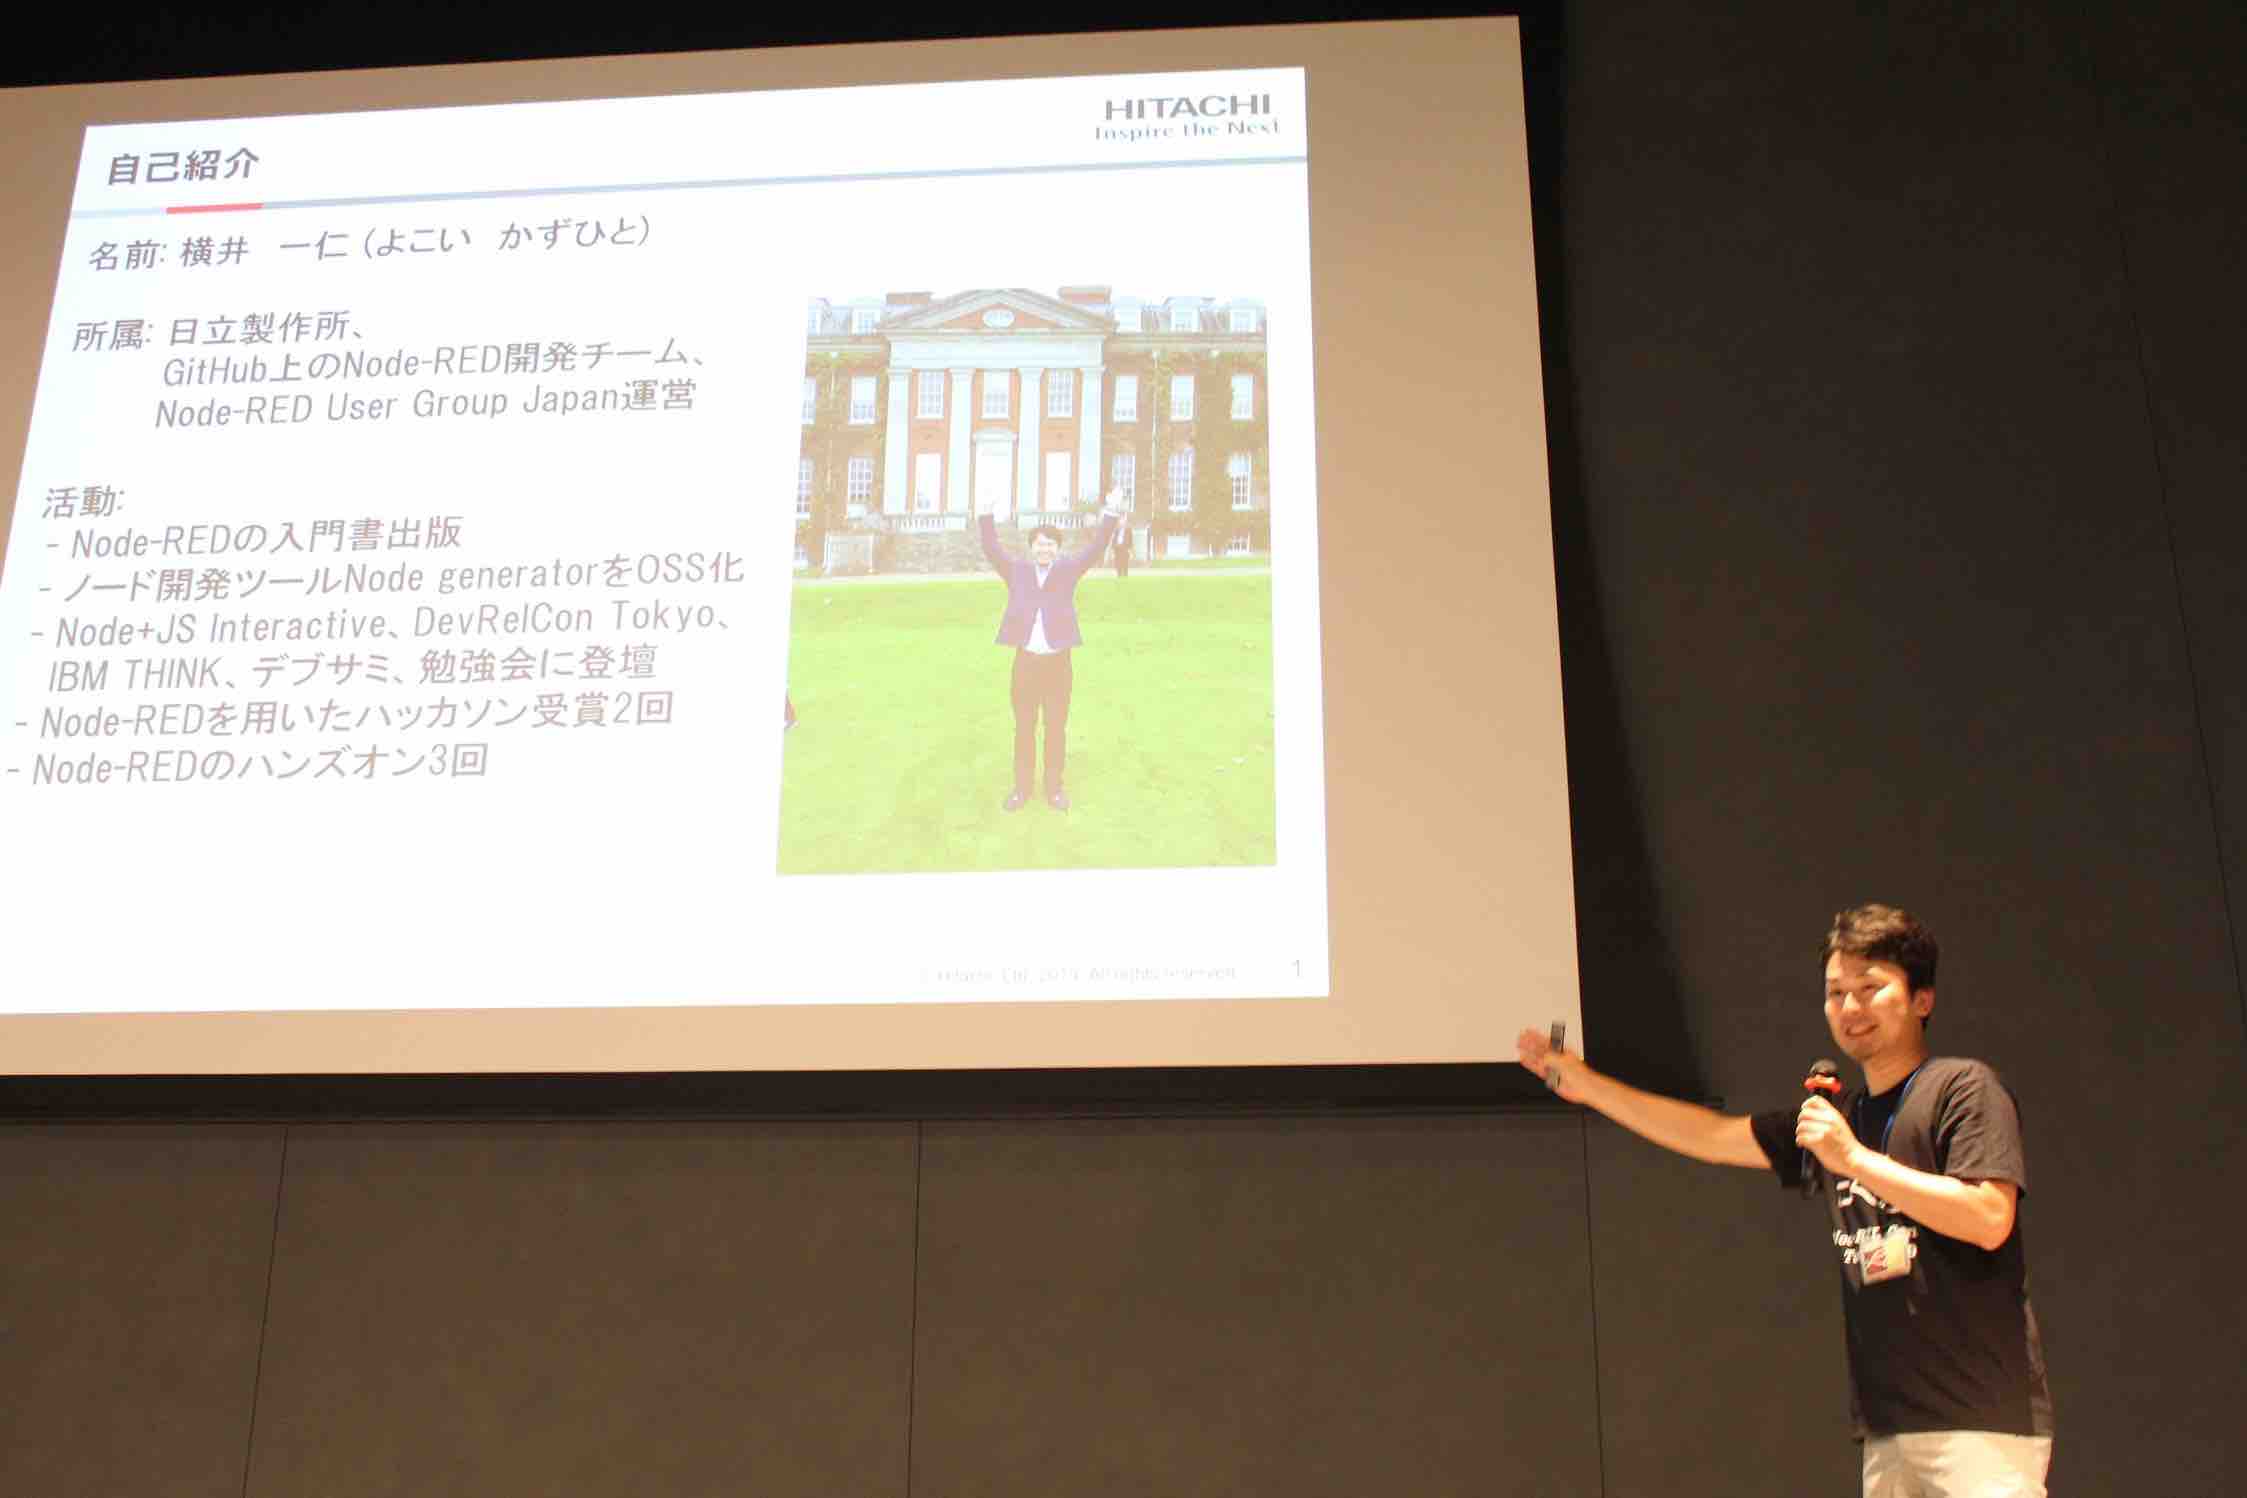 HITACHI
Inspire the Next
自己紹介
名前: 横井　一仁 (よこい　かずひと)
所属: 日立製作所、
GitHub上のNode-RED開発チーム、
Node-RED User Group Japan運営
活動:
- Node-REDの入門書出版
- ノード開発ツールNode generatorをOSS化
- Node+JS Interactive、DevRelCon Tokyo、
IBM THINK、デブサミ、勉強会に登壇
- Node-REDを用いたハッカソン受賞2回
- Node-REDのハンズオン3回
All rights reserved.
1